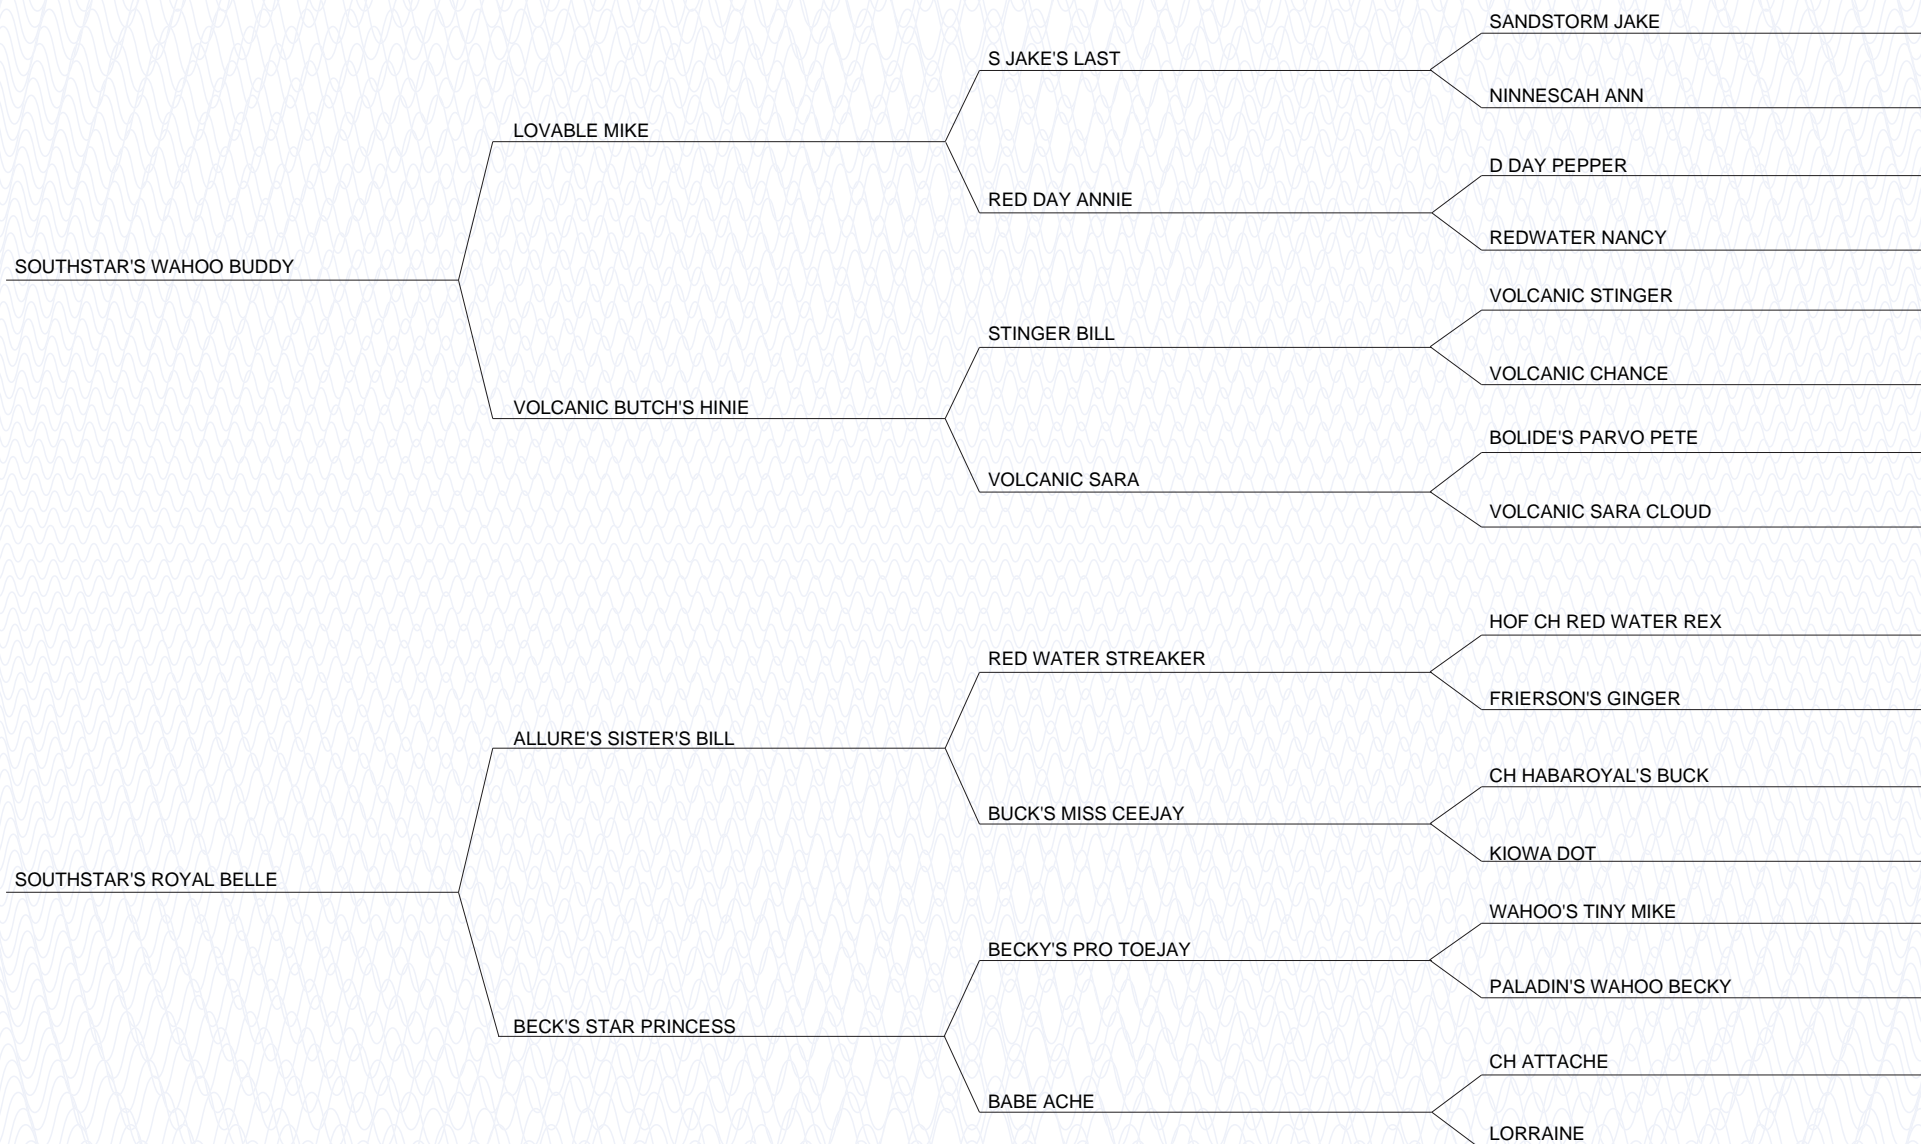 SANDSTORM JAKE
S JAKE'S LAST
NINNESCAH ANN
LOVABLE MIKE
D DAY PEPPER
RED DAY ANNIE
REDWATER NANCY
SOUTHSTAR'S WAHOO BUDDY
VOLCANIC STINGER
STINGER BILL
VOLCANIC CHANCE
VOLCANIC BUTCH'S HINIE
BOLIDE'S PARVO PETE
VOLCANIC SARA
VOLCANIC SARA CLOUD
HOF CH RED WATER REX
RED WATER STREAKER
FRIERSON'S GINGER
ALLURE'S SISTER'S BILL
CH HABAROYAL'S BUCK
BUCK'S MISS CEEJAY
KIOWA DOT
SOUTHSTAR'S ROYAL BELLE
WAHOO'S TINY MIKE
BECKY'S PRO TOEJAY
PALADIN'S WAHOO BECKY
BECK'S STAR PRINCESS
CH ATTACHE
BABE ACHE
LORRAINE